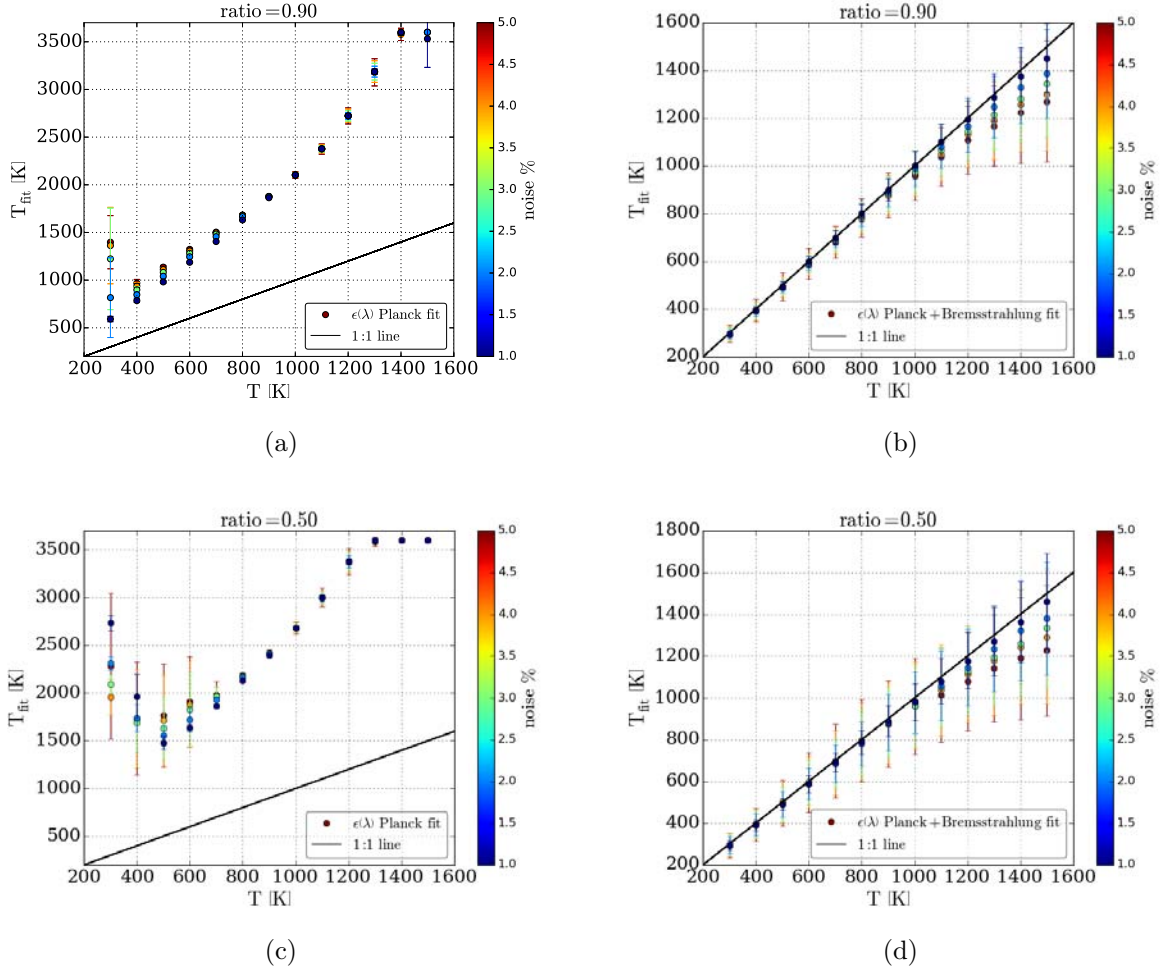 ratio=0.90
3500
3000
2500
2000
1500
1000
500
T_fit [K]
200 400 600 800 1000 1200 1400 1600
T [K]
ϵ(λ) Planck fit
1:1 line
5.0
4.5
4.0
3.5
3.0
2.5
2.0
1.5
1.0
noise %
(a)
ratio=0.90
1600
1400
1200
1000
800
600
400
200
T_fit [K]
200 400 600 800 1000 1200 1400 1600
T [K]
ϵ(λ) Planck+Bremsstrahlung fit
1:1 line
5.0
4.5
4.0
3.5
3.0
2.5
2.0
1.5
1.0
noise %
(b)
ratio=0.50
3500
3000
2500
2000
1500
1000
500
T_fit [K]
200 400 600 800 1000 1200 1400 1600
T [K]
ϵ(λ) Planck fit
1:1 line
5.0
4.5
4.0
3.5
3.0
2.5
2.0
1.5
1.0
noise %
(c)
ratio=0.50
1800
1600
1400
1200
1000
800
600
400
200
T_fit [K]
200 400 600 800 1000 1200 1400 1600
T [K]
ϵ(λ) Planck+Bremsstrahlung fit
1:1 line
5.0
4.5
4.0
3.5
3.0
2.5
2.0
1.5
1.0
noise %
(d)